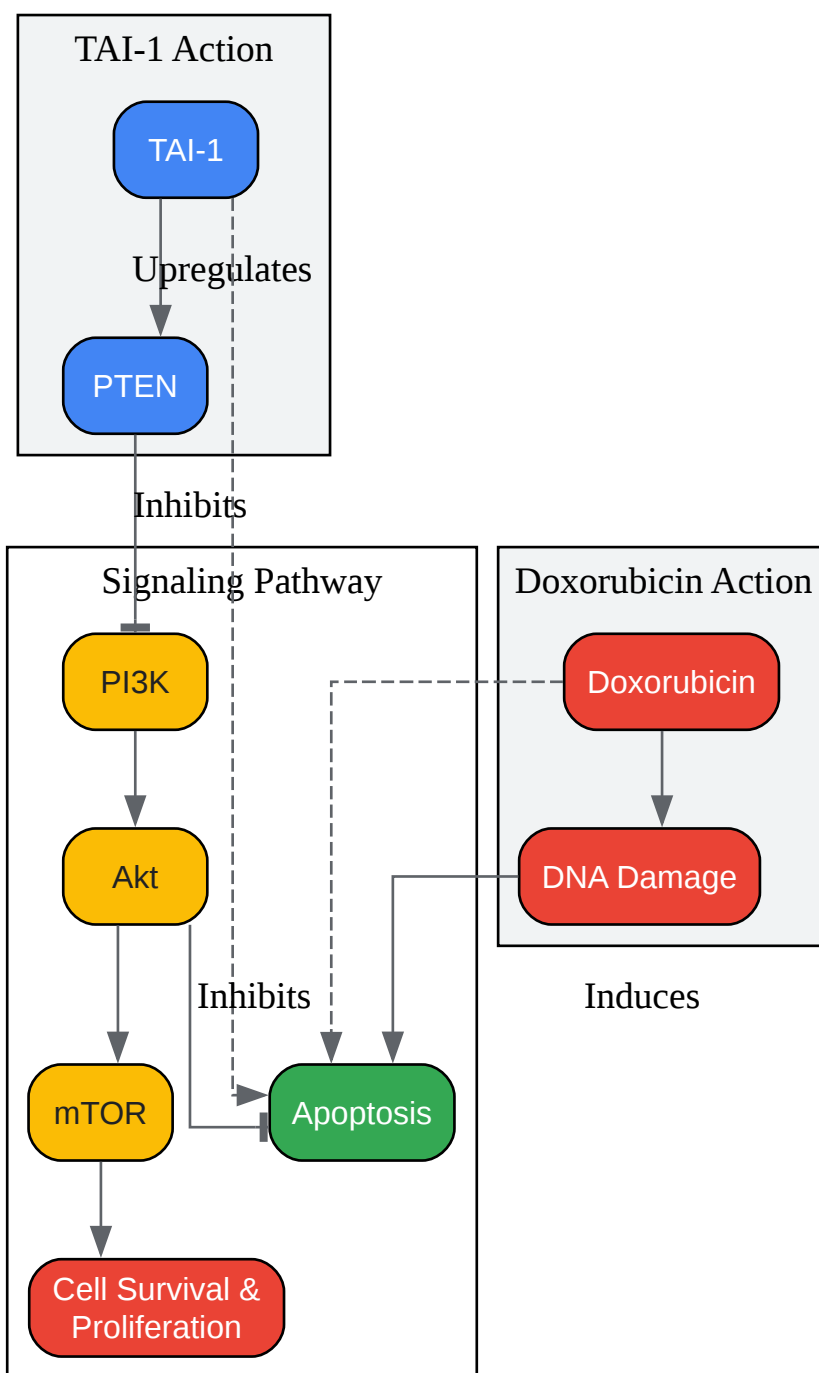 TAI-1 Action
TAI-1
Upregulates
PTEN
Inhibits
Signaling Pathway
Doxorubicin Action
PI3K
Doxorubicin
Akt
DNA Damage
Inhibits
Induces
mTOR
Apoptosis
Cell Survival &
Proliferation